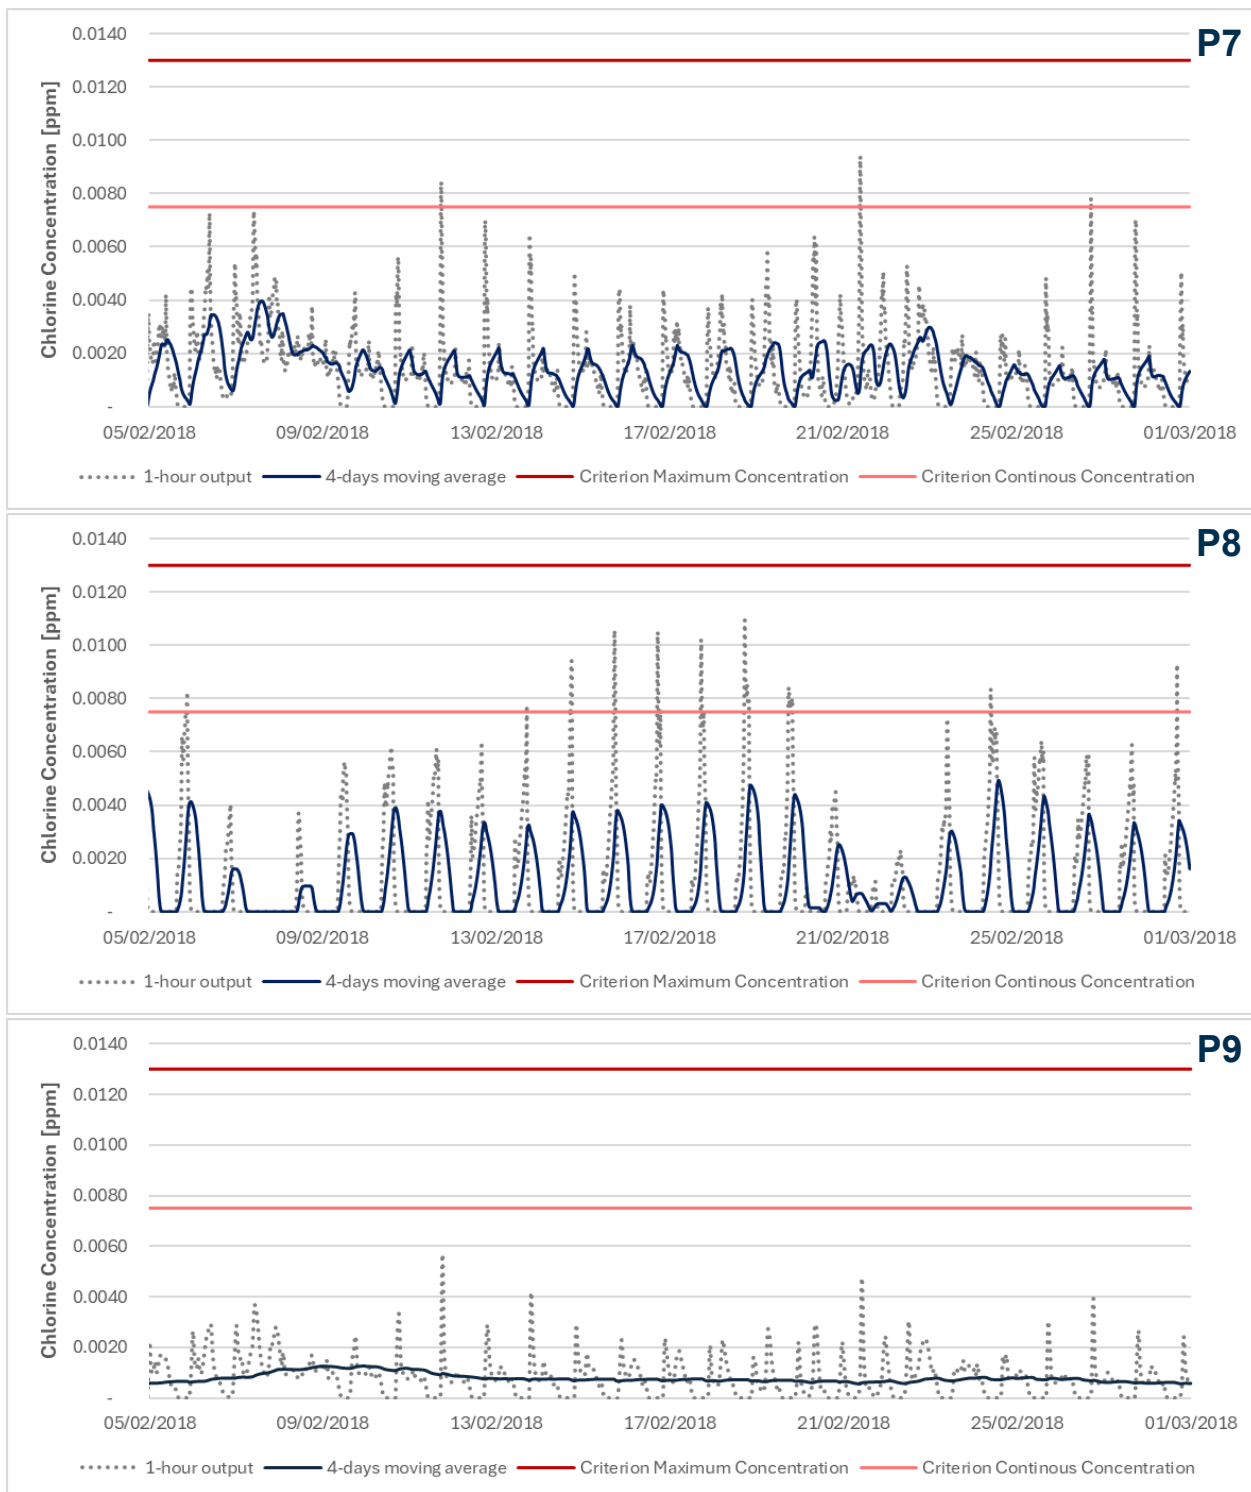 P7
Chlorine Concentration [ppm]
0.0140
0.0120
0.0100
0.0080
0.0060
0.0040
0.0020
-
05/02/2018 09/02/2018 13/02/2018 17/02/2018 21/02/2018 25/02/2018 01/03/2018
1-hour output 4-days moving average Criterion Maximum Concentration Criterion Continous Concentration
P8
Chlorine Concentration [ppm]
0.0140
0.0120
0.0100
0.0080
0.0060
0.0040
0.0020
-
05/02/2018 09/02/2018 13/02/2018 17/02/2018 21/02/2018 25/02/2018 01/03/2018
1-hour output 4-days moving average Criterion Maximum Concentration Criterion Continous Concentration
P9
Chlorine Concentration [ppm]
0.0140
0.0120
0.0100
0.0080
0.0060
0.0040
0.0020
-
05/02/2018 09/02/2018 13/02/2018 17/02/2018 21/02/2018 25/02/2018 01/03/2018
1-hour output 4-days moving average Criterion Maximum Concentration Criterion Continous Concentration